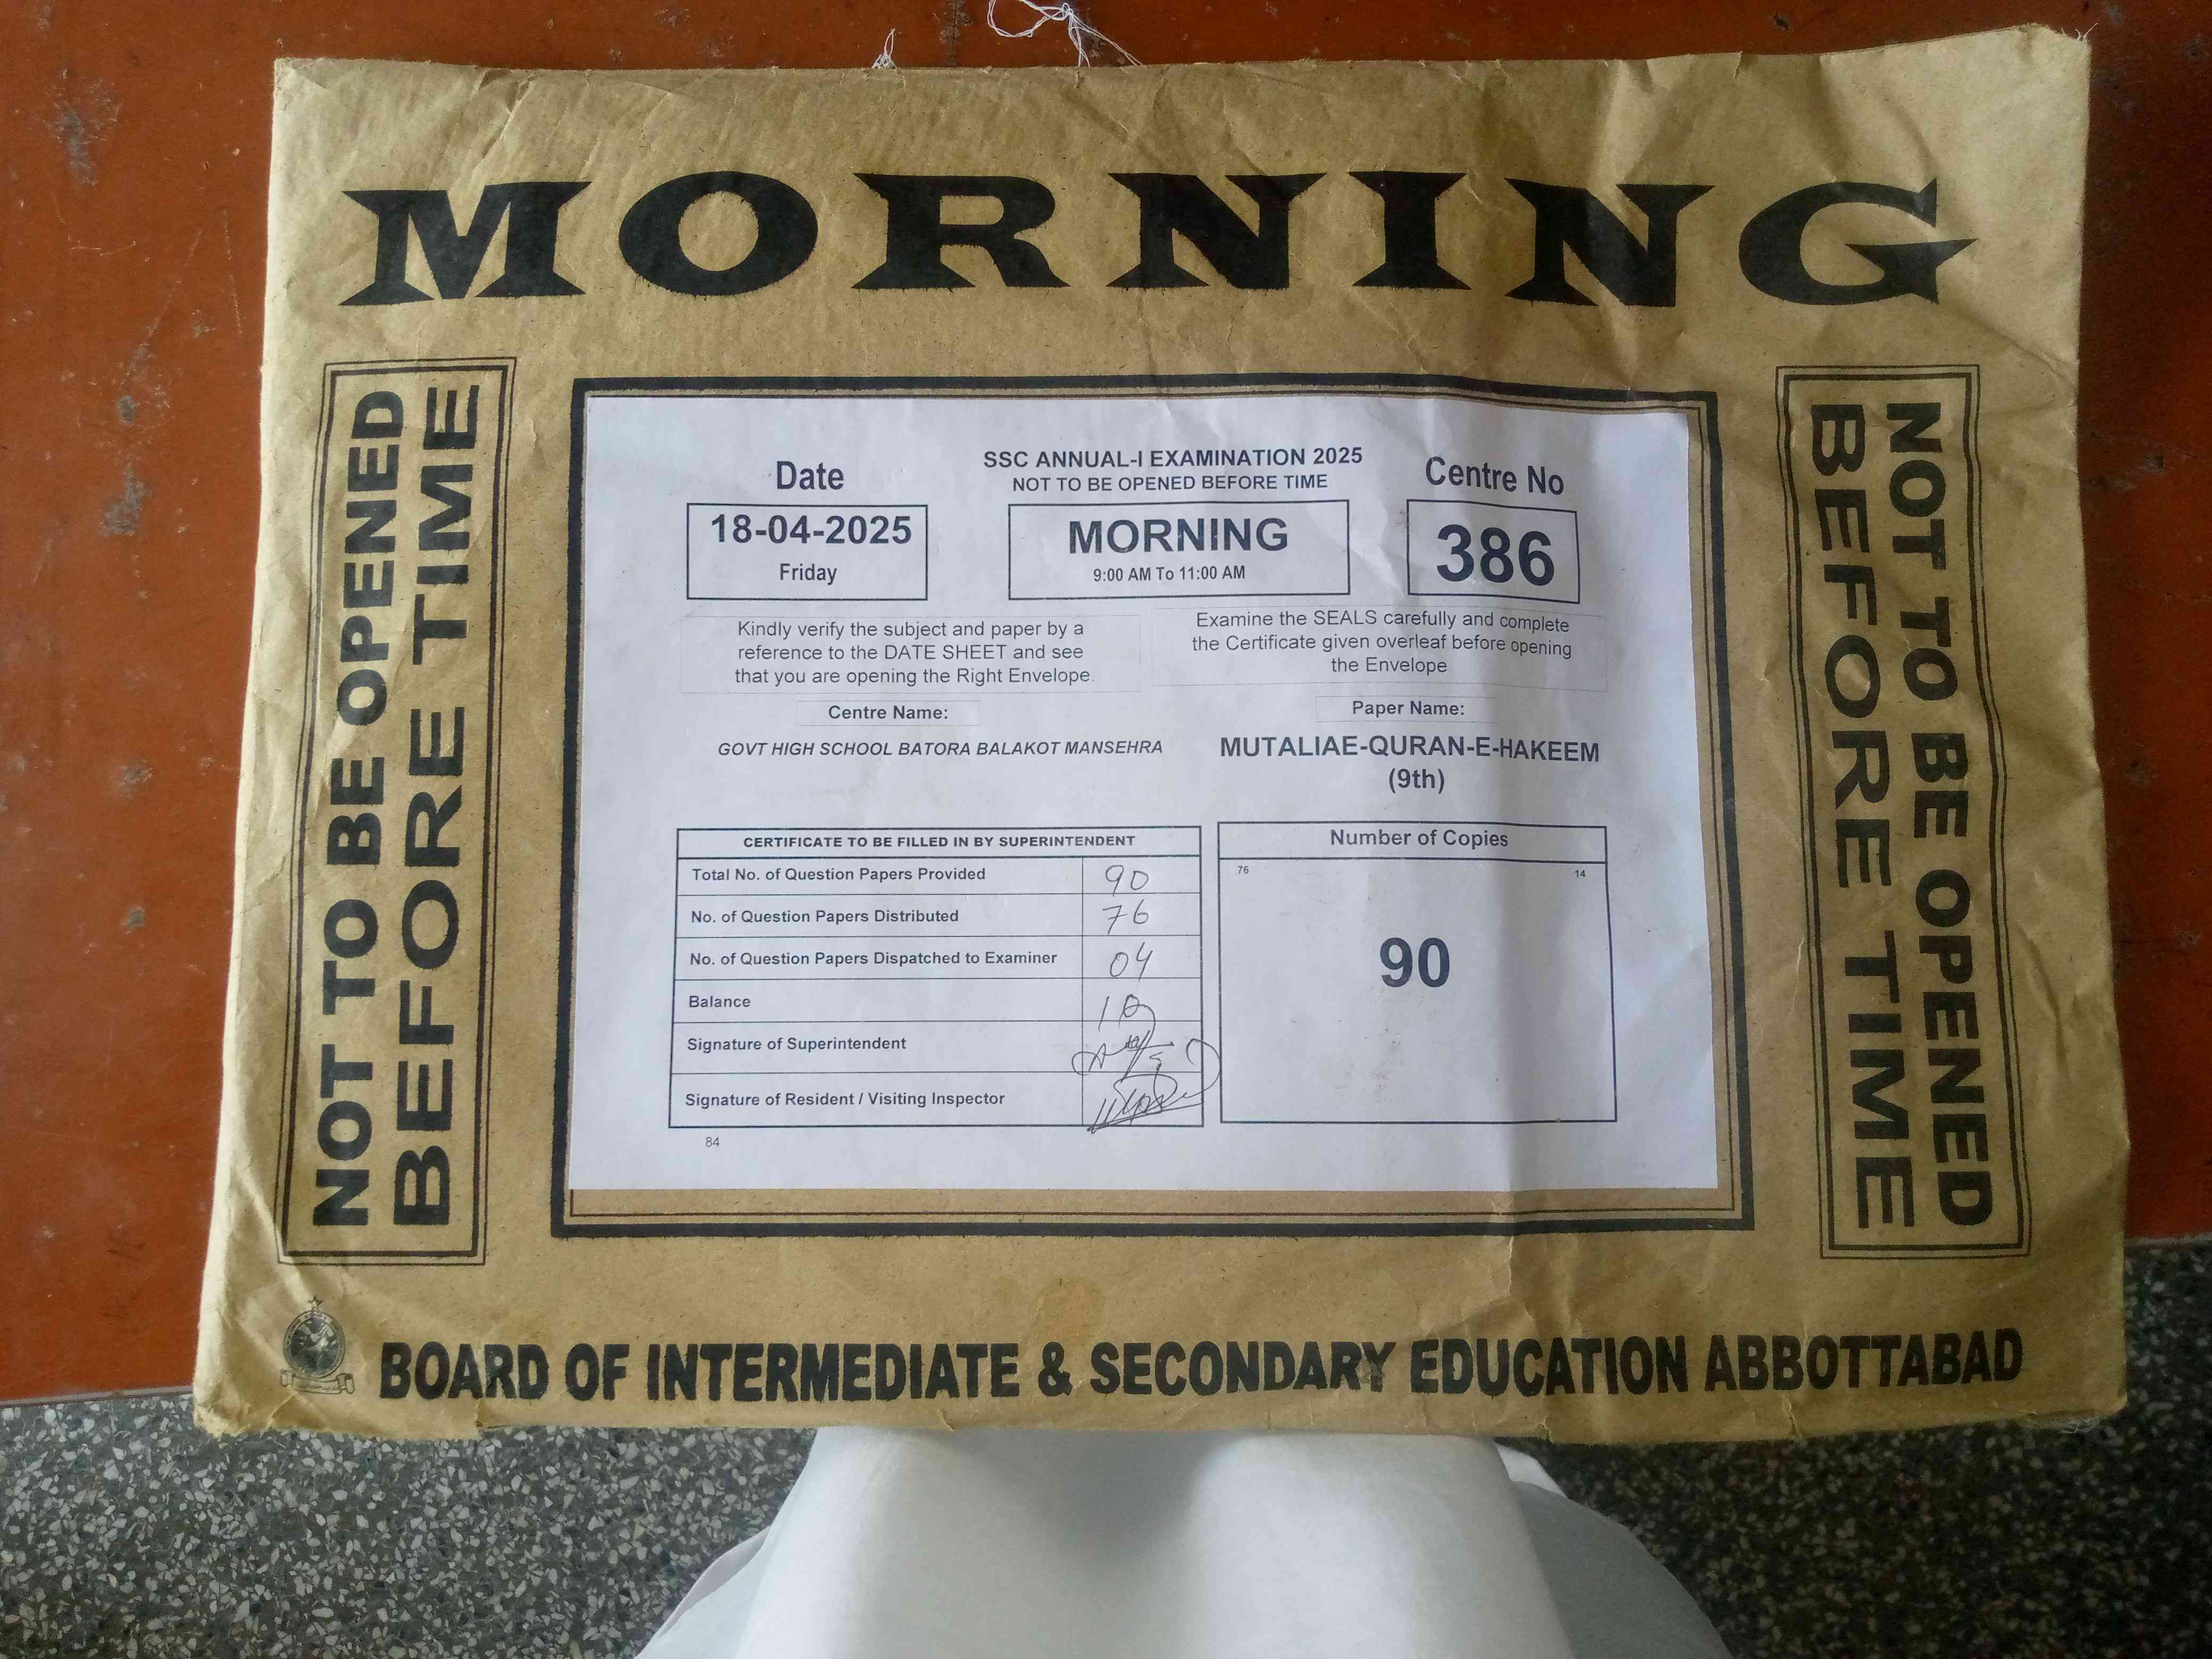 MORNING
NOT TO BE OPENED
BEFORE TIME
Date
18-04-2025
Friday
SSC ANNUAL-I EXAMINATION 2025
NOT TO BE OPENED BEFORE TIME
MORNING
9:00 AM To 11:00 AM
Centre No
386
Kindly verify the subject and paper by a
reference to the DATE SHEET and see
that you are opening the Right Envelope.
Examine the SEALS carefully and complete
the Certificate given overleaf before opening
the Envelope
Centre Name:
GOVT HIGH SCHOOL BATORA BALAKOT MANSEHRA
Paper Name:
MUTALIAE-QURAN-E-HAKEEM
(9th)
CERTIFICATE TO BE FILLED IN BY SUPERINTENDENT
Total No. of Question Papers Provided 90
No. of Question Papers Distributed 76
No. of Question Papers Dispatched to Examiner 04
Balance 10
Signature of Superintendent
Signature of Resident / Visiting Inspector
84
Number of Copies
76 14
90
NOT TO BE OPENED
BEFORE TIME
BOARD OF INTERMEDIATE & SECONDARY EDUCATION ABBOTTABAD